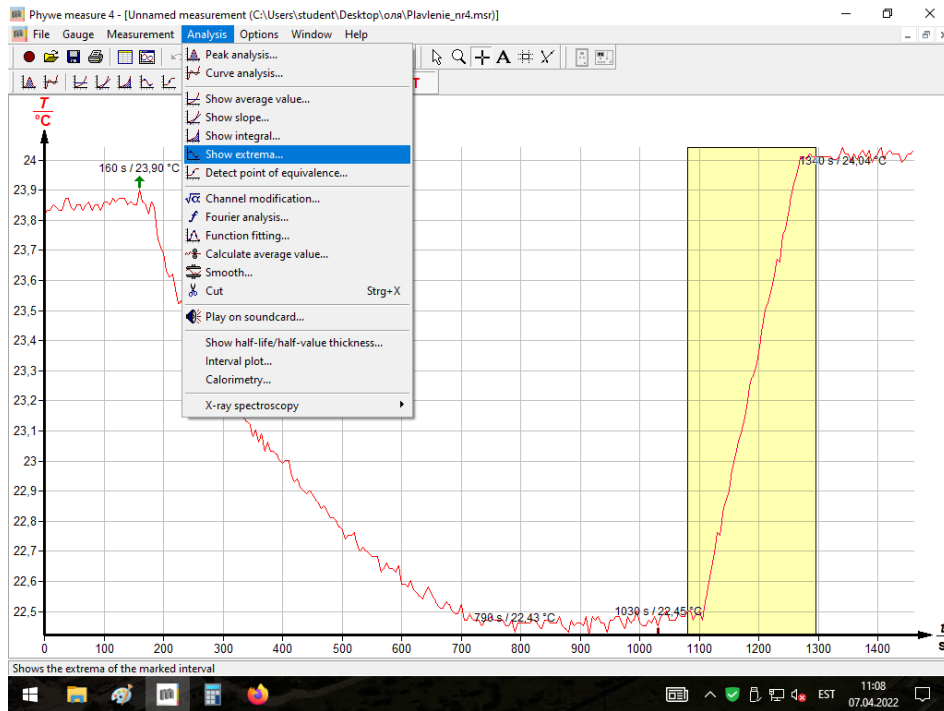 Phywe measure 4 - [Unnamed measurement (C:\Users\student\Desktop\оля\Plavlenie_nr4.msr)]
File Gauge Measurement Analysis Options Window Help
Peak analysis...
Curve analysis...
Show average value...
Show slope...
Show integral...
Show extrema...
Detect point of equivalence...
Channel modification...
Fourier analysis...
Function fitting...
Calculate average value...
Smooth...
Cut Strg+X
Play on soundcard...
Show half-life/half-value thickness...
Interval plot...
Calorimetry...
X-ray spectroscopy
A
T
T
°C
24
23,9
23,8
23,7
23,6
23,5
23,4
23,3
23,2
23,1
23
22,9
22,8
22,7
22,6
22,5
160 s / 23,90 °C
1340 s / 24,04 °C
790 s / 22,43 °C
1030 s / 22,45 °C
0 100 200 300 400 500 600 700 800 900 1000 1100 1200 1300 1400
t
s
Shows the extrema of the marked interval
EST
11:08
07.04.2022